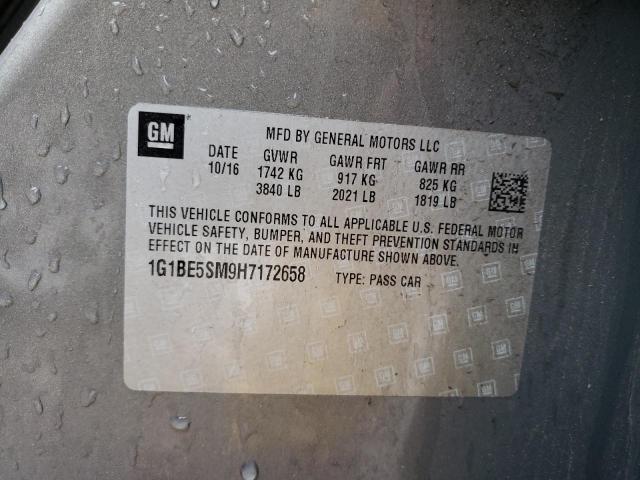 GM
MFD BY GENERAL MOTORS LLC
DATE GVWR GAWR FRT GAWR RR
10/16 1742 KG 917 KG 825 KG
3840 LB 2021 LB 1819 LB
THIS VEHICLE CONFORMS TO ALL APPLICABLE U.S. FEDERAL MOTOR
VEHICLE SAFETY, BUMPER, AND THEFT PREVENTION STANDARDS IN
EFFECT ON THE DATE OF MANUFACTURE SHOWN ABOVE.
1G1BE5SM9H7172658 TYPE: PASS CAR